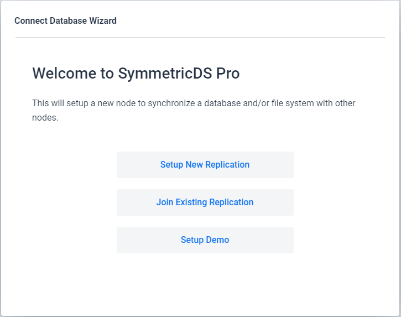 Connect Database Wizard
Welcome to SymmetricDS Pro
This will setup a new node to synchronize a database and/or file system with other
nodes.
Setup New Replication
Join Existing Replication
Setup Demo